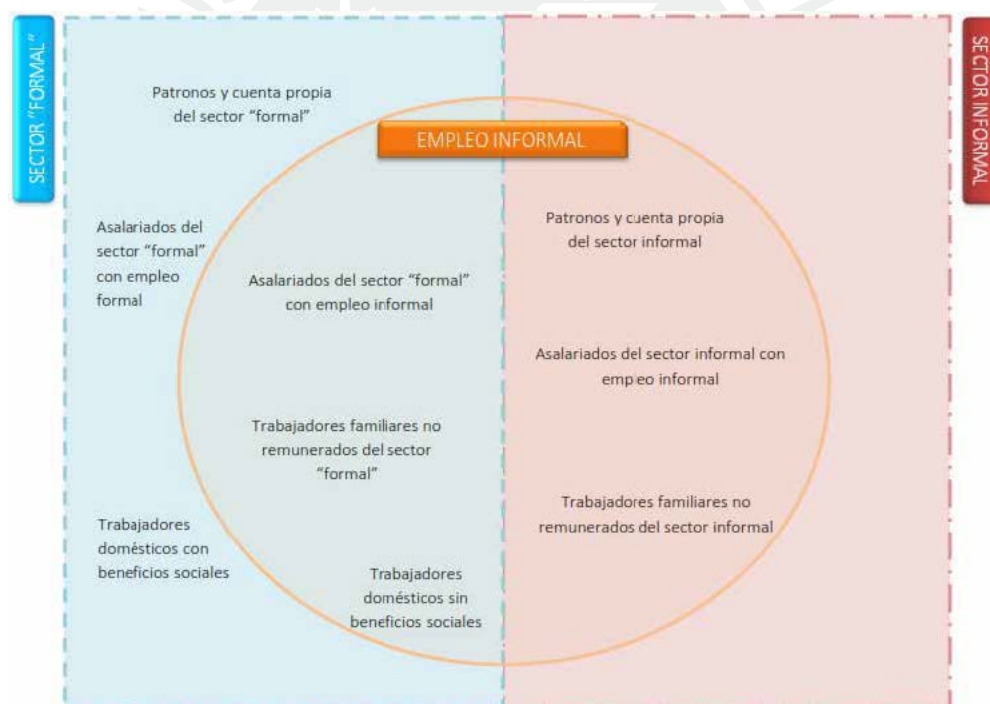 SECTOR "FORMAL"
SECTOR INFORMAL
Patronos y cuenta propia
del sector “formal”
EMPLEO INFORMAL
Asalariados del
sector “formal”
con empleo
formal
Asalariados del sector “formal”
con empleo informal
Trabajadores familiares no
remunerados del sector
“formal”
Trabajadores
domésticos con
beneficios sociales
Trabajadores
domésticos sin
beneficios sociales
Patronos y cuenta propia
del sector informal
Asalariados del sector informal con
empleo informal
Trabajadores familiares no
remunerados del sector informal